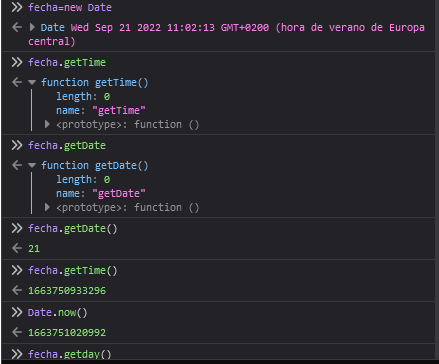 fecha=new Date
Date Wed Sep 21 2022 11:02:13 GMT+0200 (hora de verano de Europa
central)
fecha.getTime
function getTime()
length: 0
name: "getTime"
<prototype>: function ()
fecha.getDate
function getDate()
length: 0
name: "getDate"
<prototype>: function ()
fecha.getDate()
21
fecha.getTime()
1663750933296
Date.now()
1663751020992
fecha.getday()